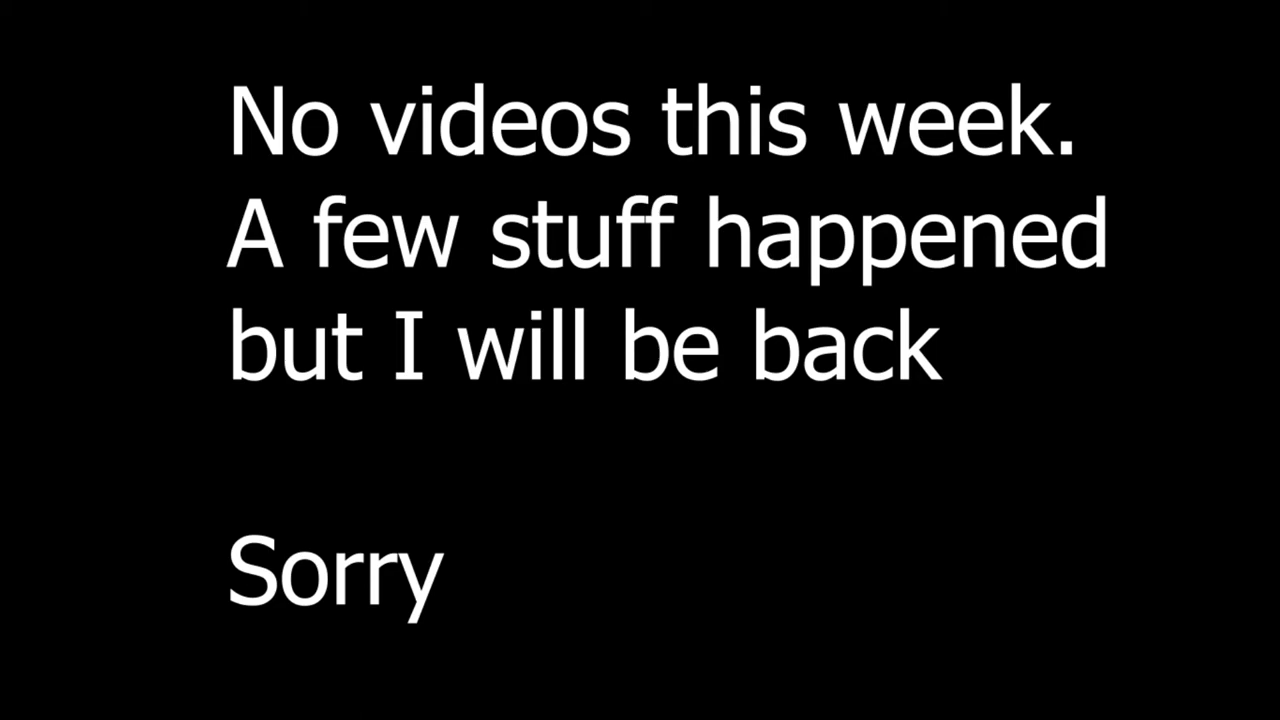 No videos this week.
A few stuff happened
but I will be back
Sorry